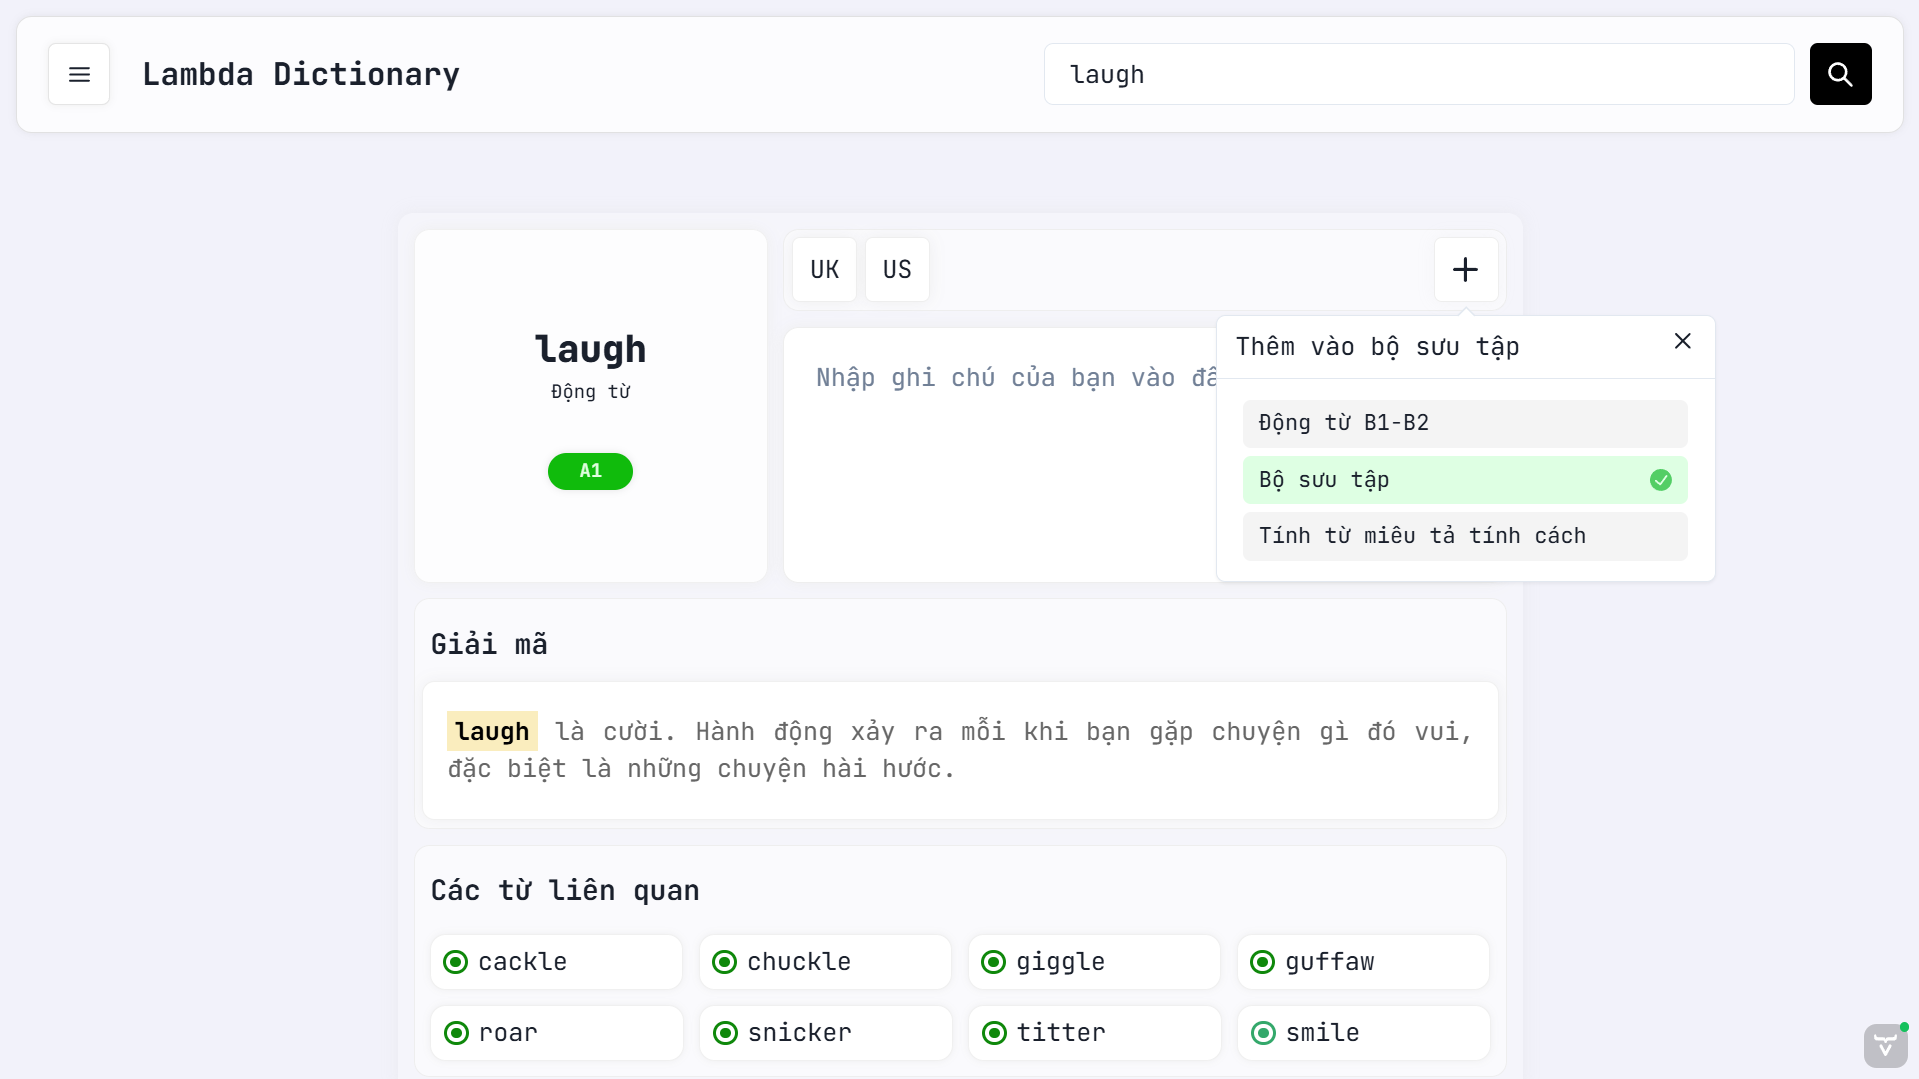 Lambda Dictionary
laugh
laugh
Động từ
A1
UK
US
Nhập ghi chú của bạn vào
Thêm vào bộ sưu tập
Động từ B1-B2
Bộ sưu tập
Tính từ miêu tả tính cách
Giải mã
laugh là cười. Hành động xảy ra mỗi khi bạn gặp chuyện gì đó vui,
đặc biệt là những chuyện hài hước.
Các từ liên quan
cackle
chuckle
giggle
guffaw
roar
snicker
titter
smile